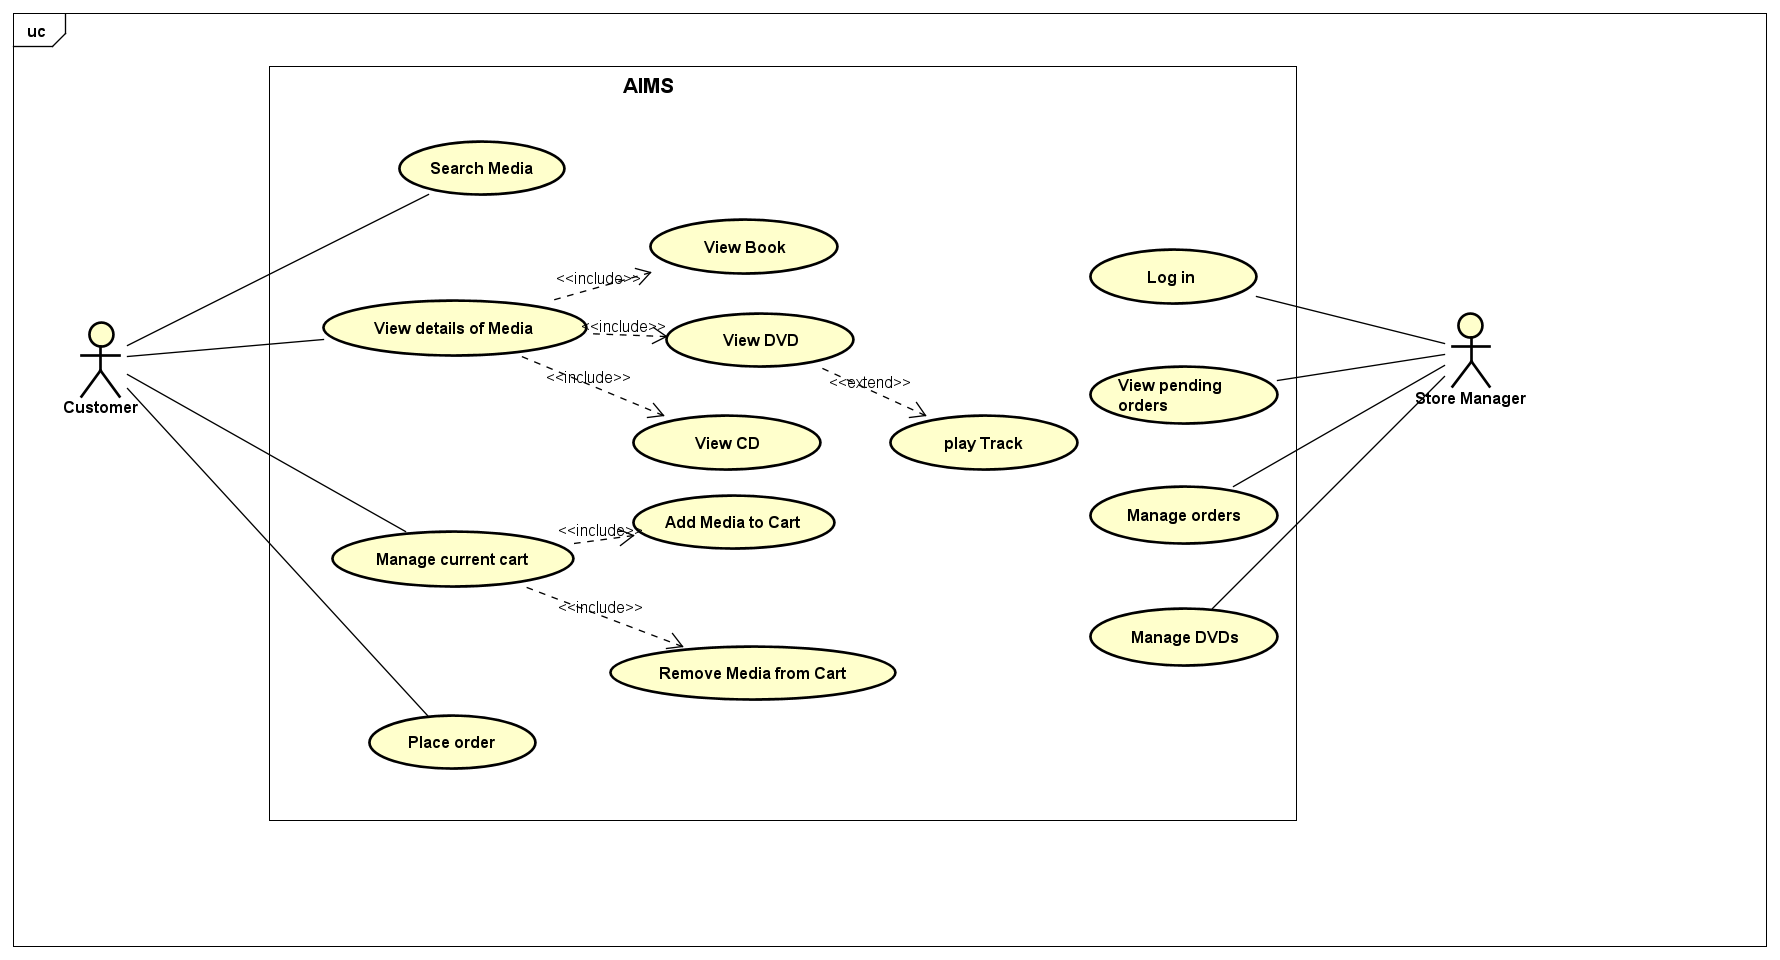 uc
AIMS
Search Media
View Book
<<include>>
Log in
View details of Media
<<include>>
View DVD
<<include>>
<<extend>>
View pending
orders
Customer
Store Manager
View CD
play Track
Manage orders
Add Media to Cart
<<include>>
Manage current cart
<<include>>
Manage DVDs
Remove Media from Cart
Place order